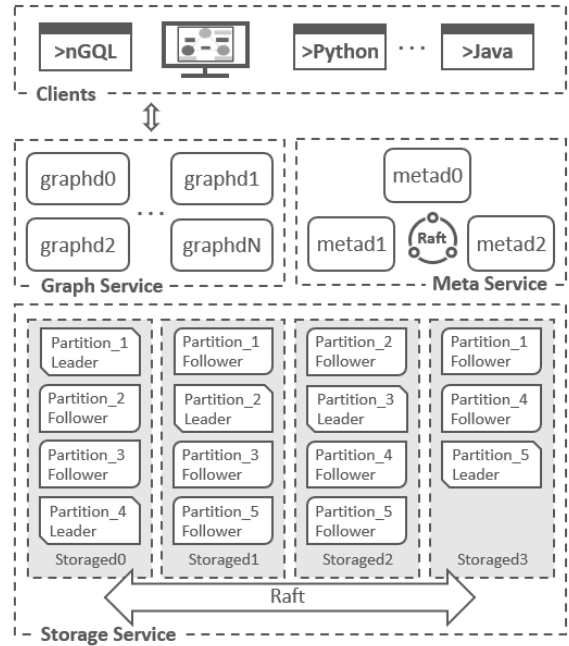 >nGQL
>Python
...
>Java
Clients
graphd0
graphd1
...
graphd2
graphdN
Graph Service
metad0
metad1
Raft
metad2
Meta Service
Partition_1
Leader
Partition_2
Follower
Partition_3
Follower
Partition_4
Leader
Storaged0
Partition_1
Follower
Partition_2
Leader
Partition_3
Follower
Partition_5
Follower
Storaged1
Partition_2
Follower
Partition_3
Leader
Partition_4
Follower
Partition_5
Follower
Storaged2
Partition_1
Follower
Partition_4
Follower
Partition_5
Leader
Storaged3
Raft
Storage Service